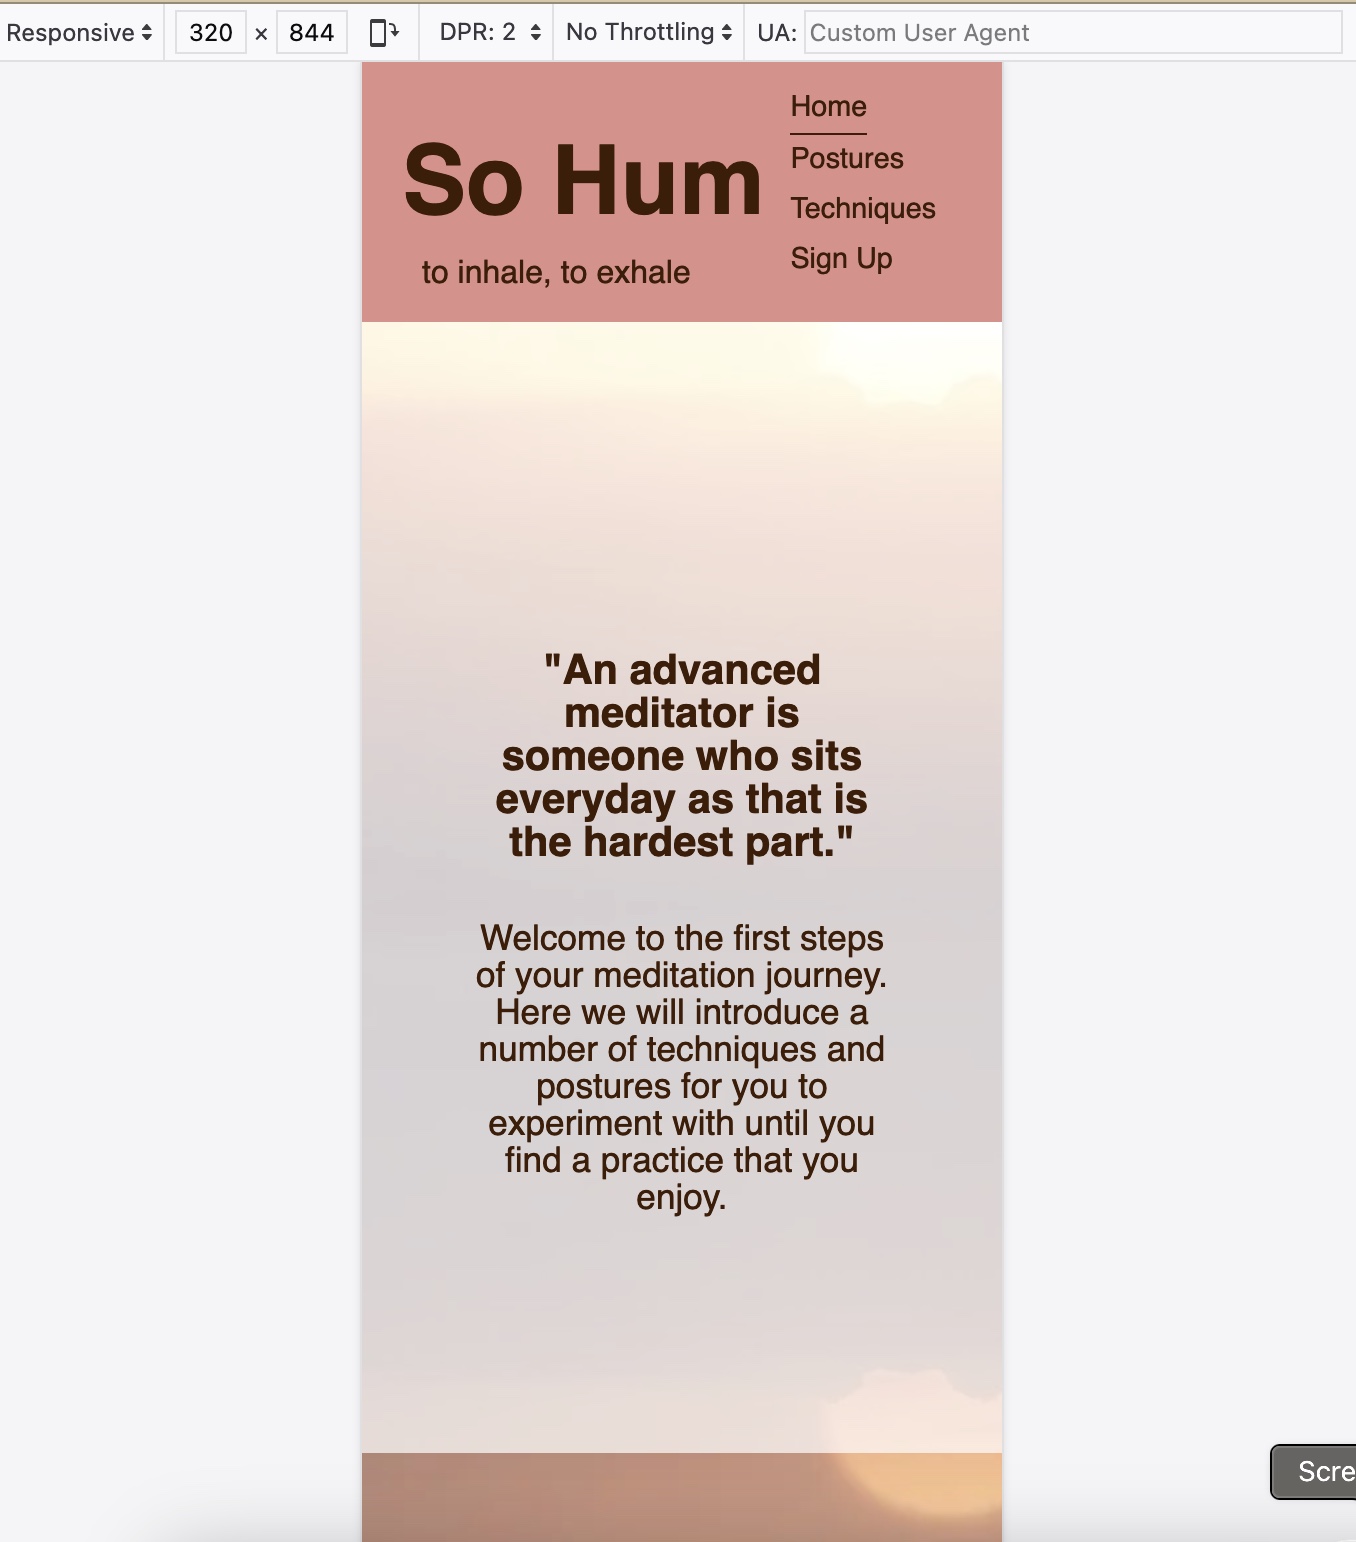 Responsive 320 × 844 DPR: 2 No Throttling UA: Custom User Agent
Home
So Hum
Postures
Techniques
to inhale, to exhale
Sign Up
"An advanced
meditator is
someone who sits
everyday as that is
the hardest part."
Welcome to the first steps
of your meditation journey.
Here we will introduce a
number of techniques and
postures for you to
experiment with until you
find a practice that you
enjoy.
Scre